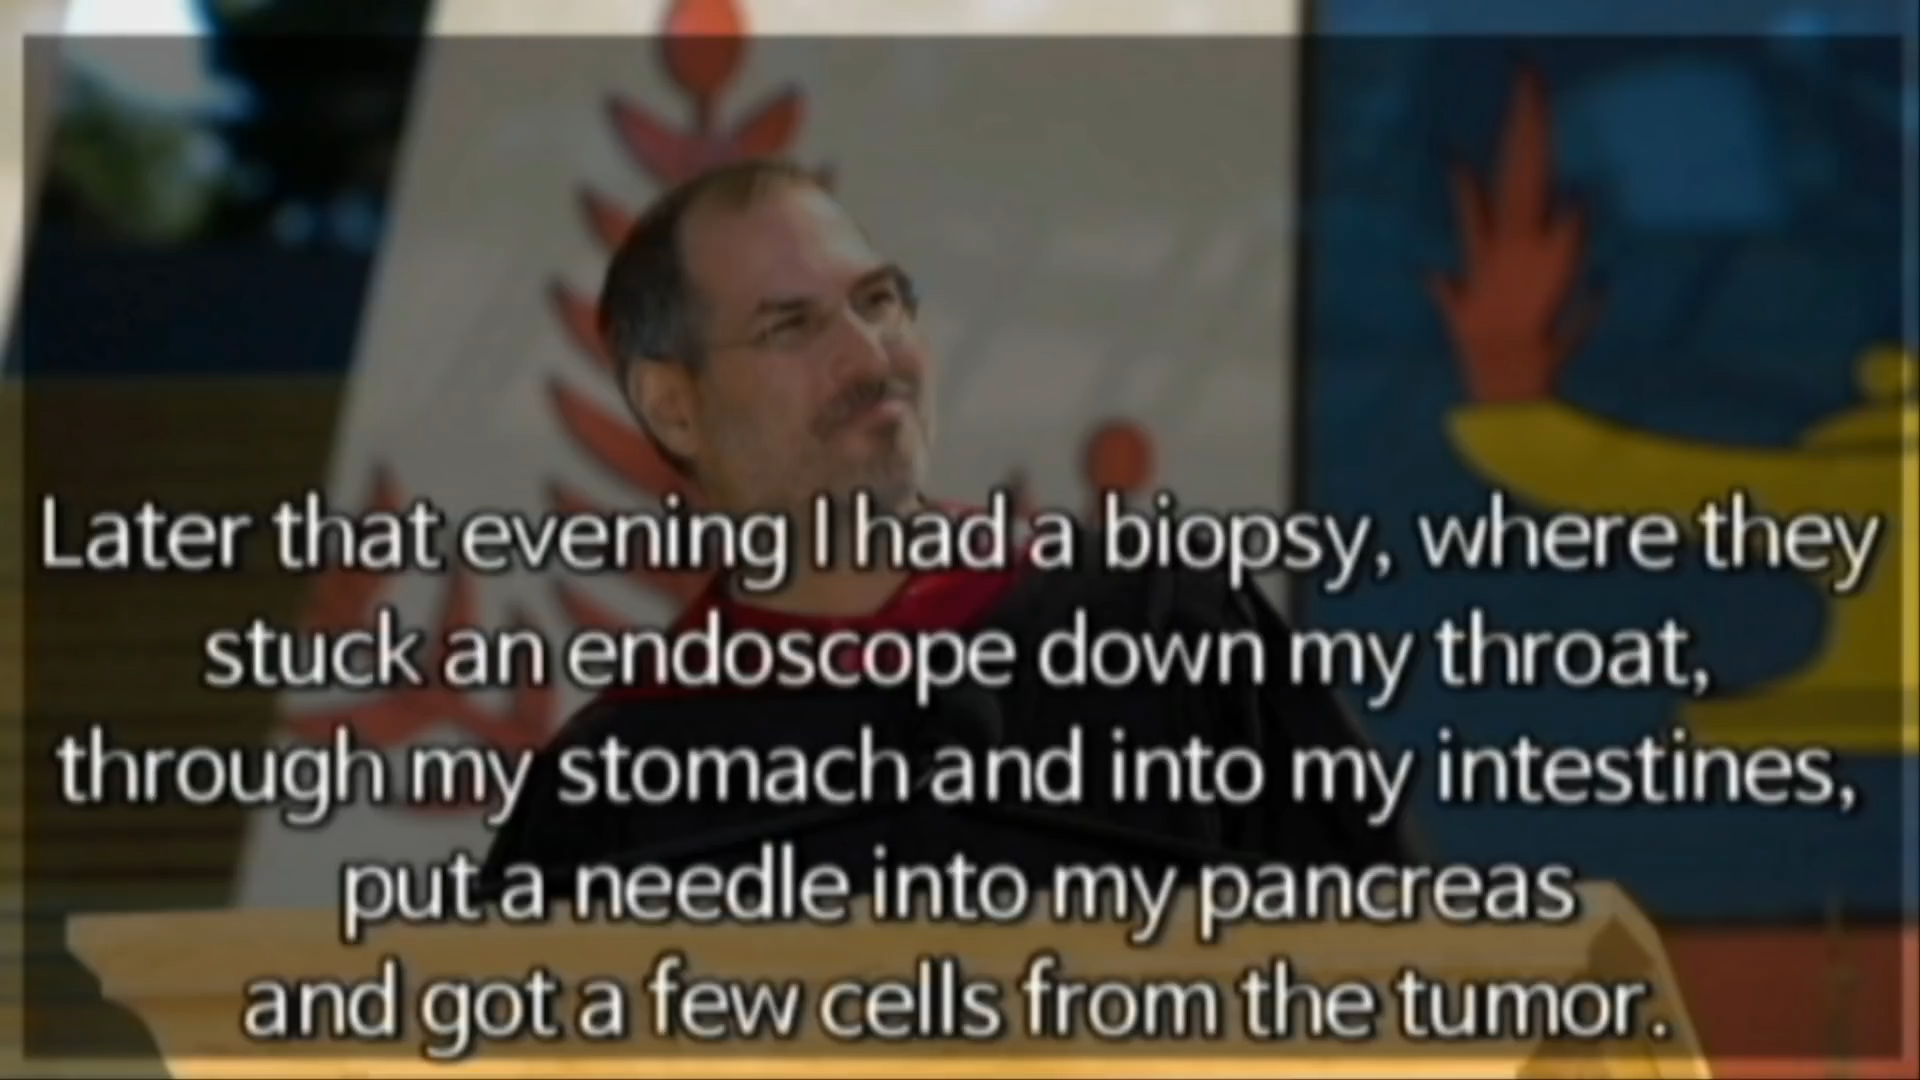 Later that evening I had a biopsy, where they
stuck an endoscope down my throat,
through my stomach and into my intestines,
put a needle into my pancreas
and got a few cells from the tumor.